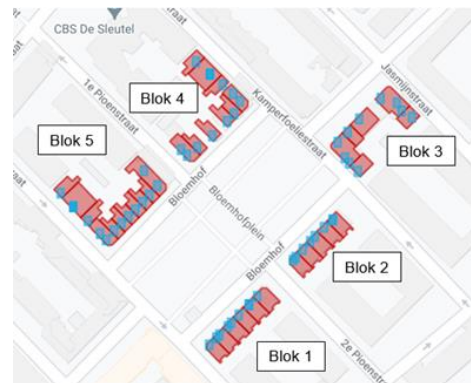 CBS De Sleutel
Blok 4
1e Pioenstraat
Kamperfoeliestraat
Jasmijnstraat
Blok 5
Blok 3
Bloemhof
Bloemhofplein
Bloemhof
Blok 2
Blok 1
2e Pioenstraat